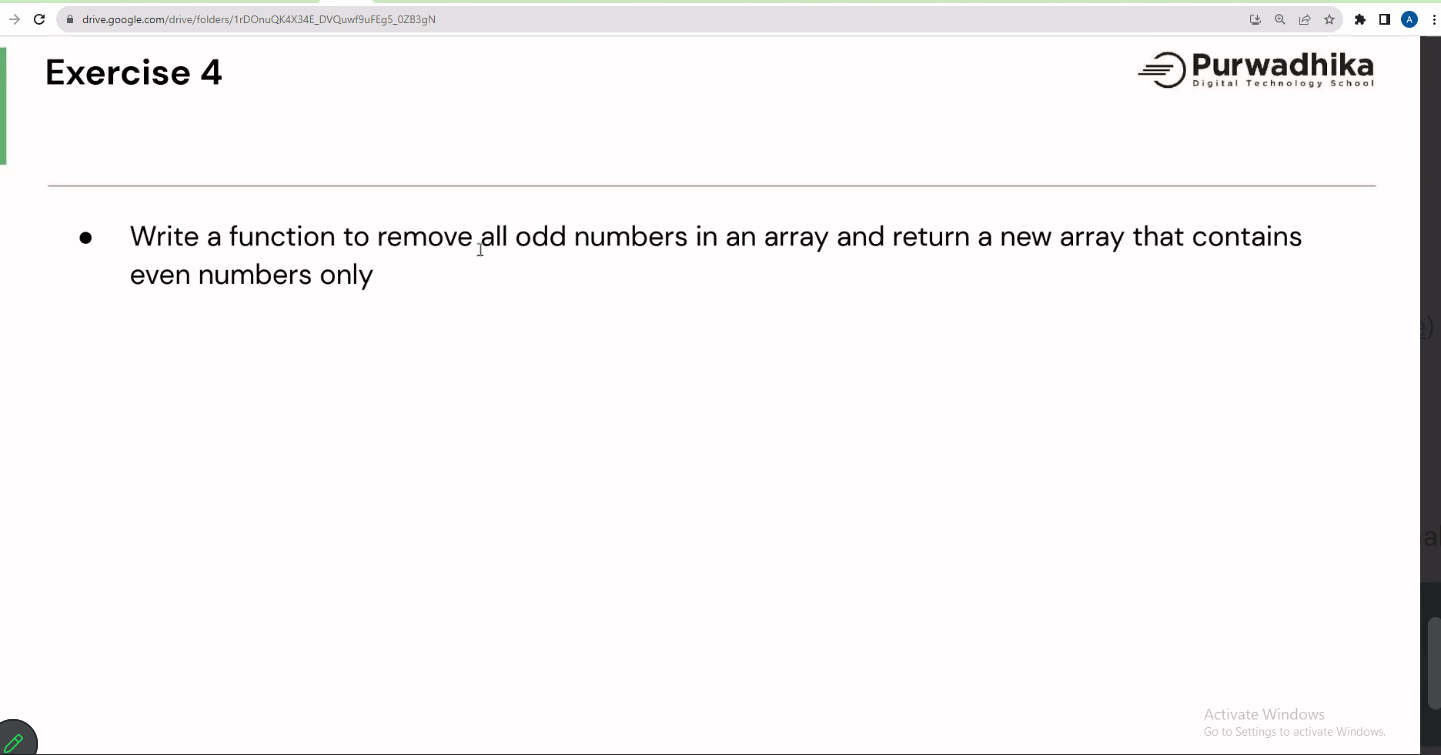 drive.google.com/drive/folders/1rDOnuQK4X34E_DVQuwf9uFEg5_0ZB3gN
A
Exercise 4
Purwadhika
Digital Technology School
● Write a function to remove all odd numbers in an array and return a new array that contains
even numbers only
Activate Windows
Go to Settings to activate Windows.